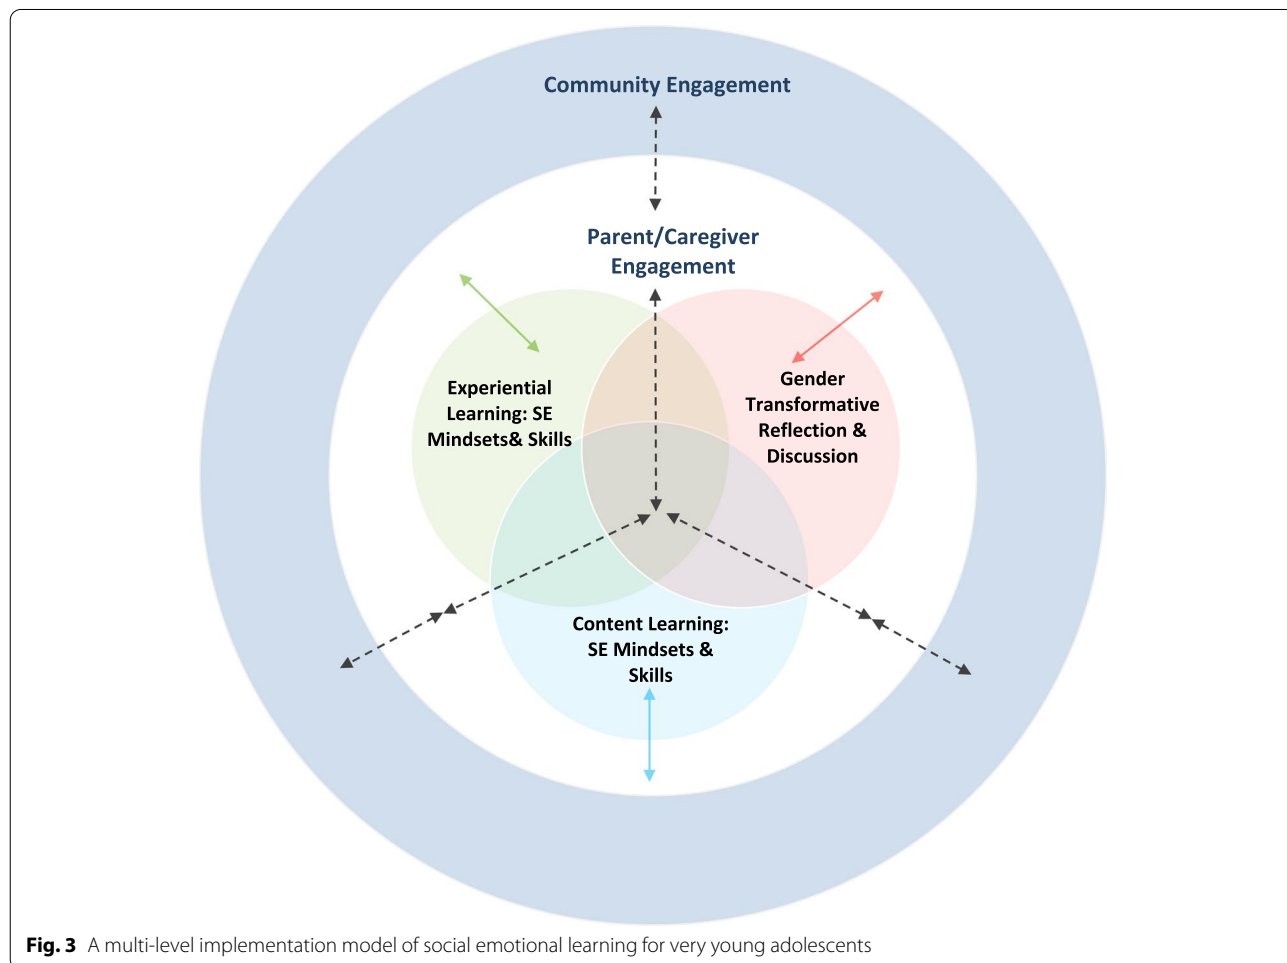 Community Engagement
Parent/Caregiver
Engagement
Experiential
Learning: SE
Mindsets& Skills
Gender
Transformative
Reflection &
Discussion
Content Learning:
SE Mindsets &
Skills
Fig. 3 A multi-level implementation model of social emotional learning for very young adolescents